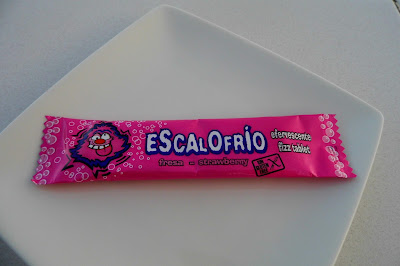 ESCALOFRIO
efervescente
fizz tablet
fresa - strawberry